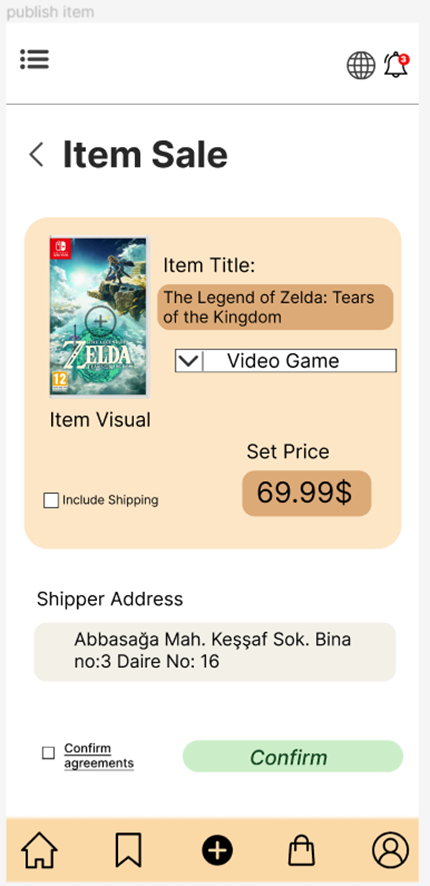 publish item
3
Item Sale
Item Title:
The Legend of Zelda: Tears
of the Kingdom
ZELDA
12
Video Game
Item Visual
Set Price
69.99$
Include Shipping
Shipper Address
Abbasağa Mah. Keşşaf Sok. Bina
no:3 Daire No: 16
Confirm
agreements
Confirm